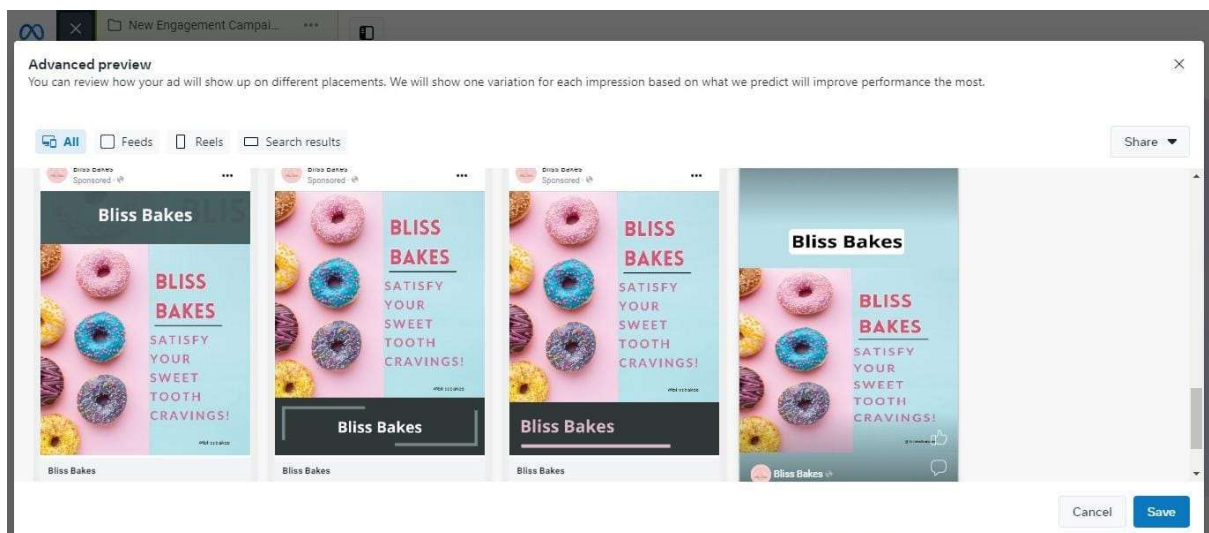 New Engagement Campai...
Advanced preview
You can review how your ad will show up on different placements. We will show one variation for each impression based on what we predict will improve performance the most.
All Feeds Reels Search results Share
Bliss Bakes
Sponsored
Bliss Bakes
BLISS
BAKES
SATISFY
YOUR
SWEET
TOOTH
CRAVINGS!
Bliss Bakes
Bliss Bakes
Sponsored
BLISS
BAKES
SATISFY
YOUR
SWEET
TOOTH
CRAVINGS!
Bliss Bakes
Bliss Bakes
Bliss Bakes
Sponsored
BLISS
BAKES
SATISFY
YOUR
SWEET
TOOTH
CRAVINGS!
Bliss Bakes
Bliss Bakes
Bliss Bakes
BLISS
BAKES
SATISFY
YOUR
SWEET
TOOTH
CRAVINGS!
Bliss Bakes
Cancel Save